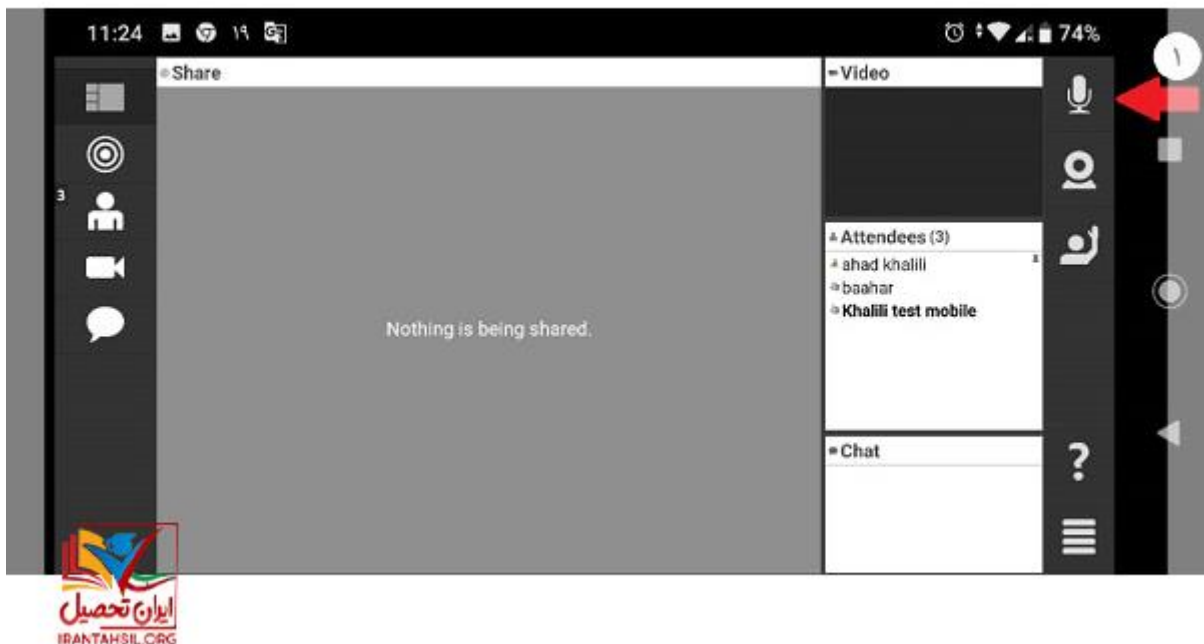 11:24 ۱۹ 74%
۱
Share
Video
3
Attendees (3)
ahad khalili
baahar
Khalili test mobile
Nothing is being shared.
Chat
?
ایران تحصیل
IRANTAHSIL.ORG